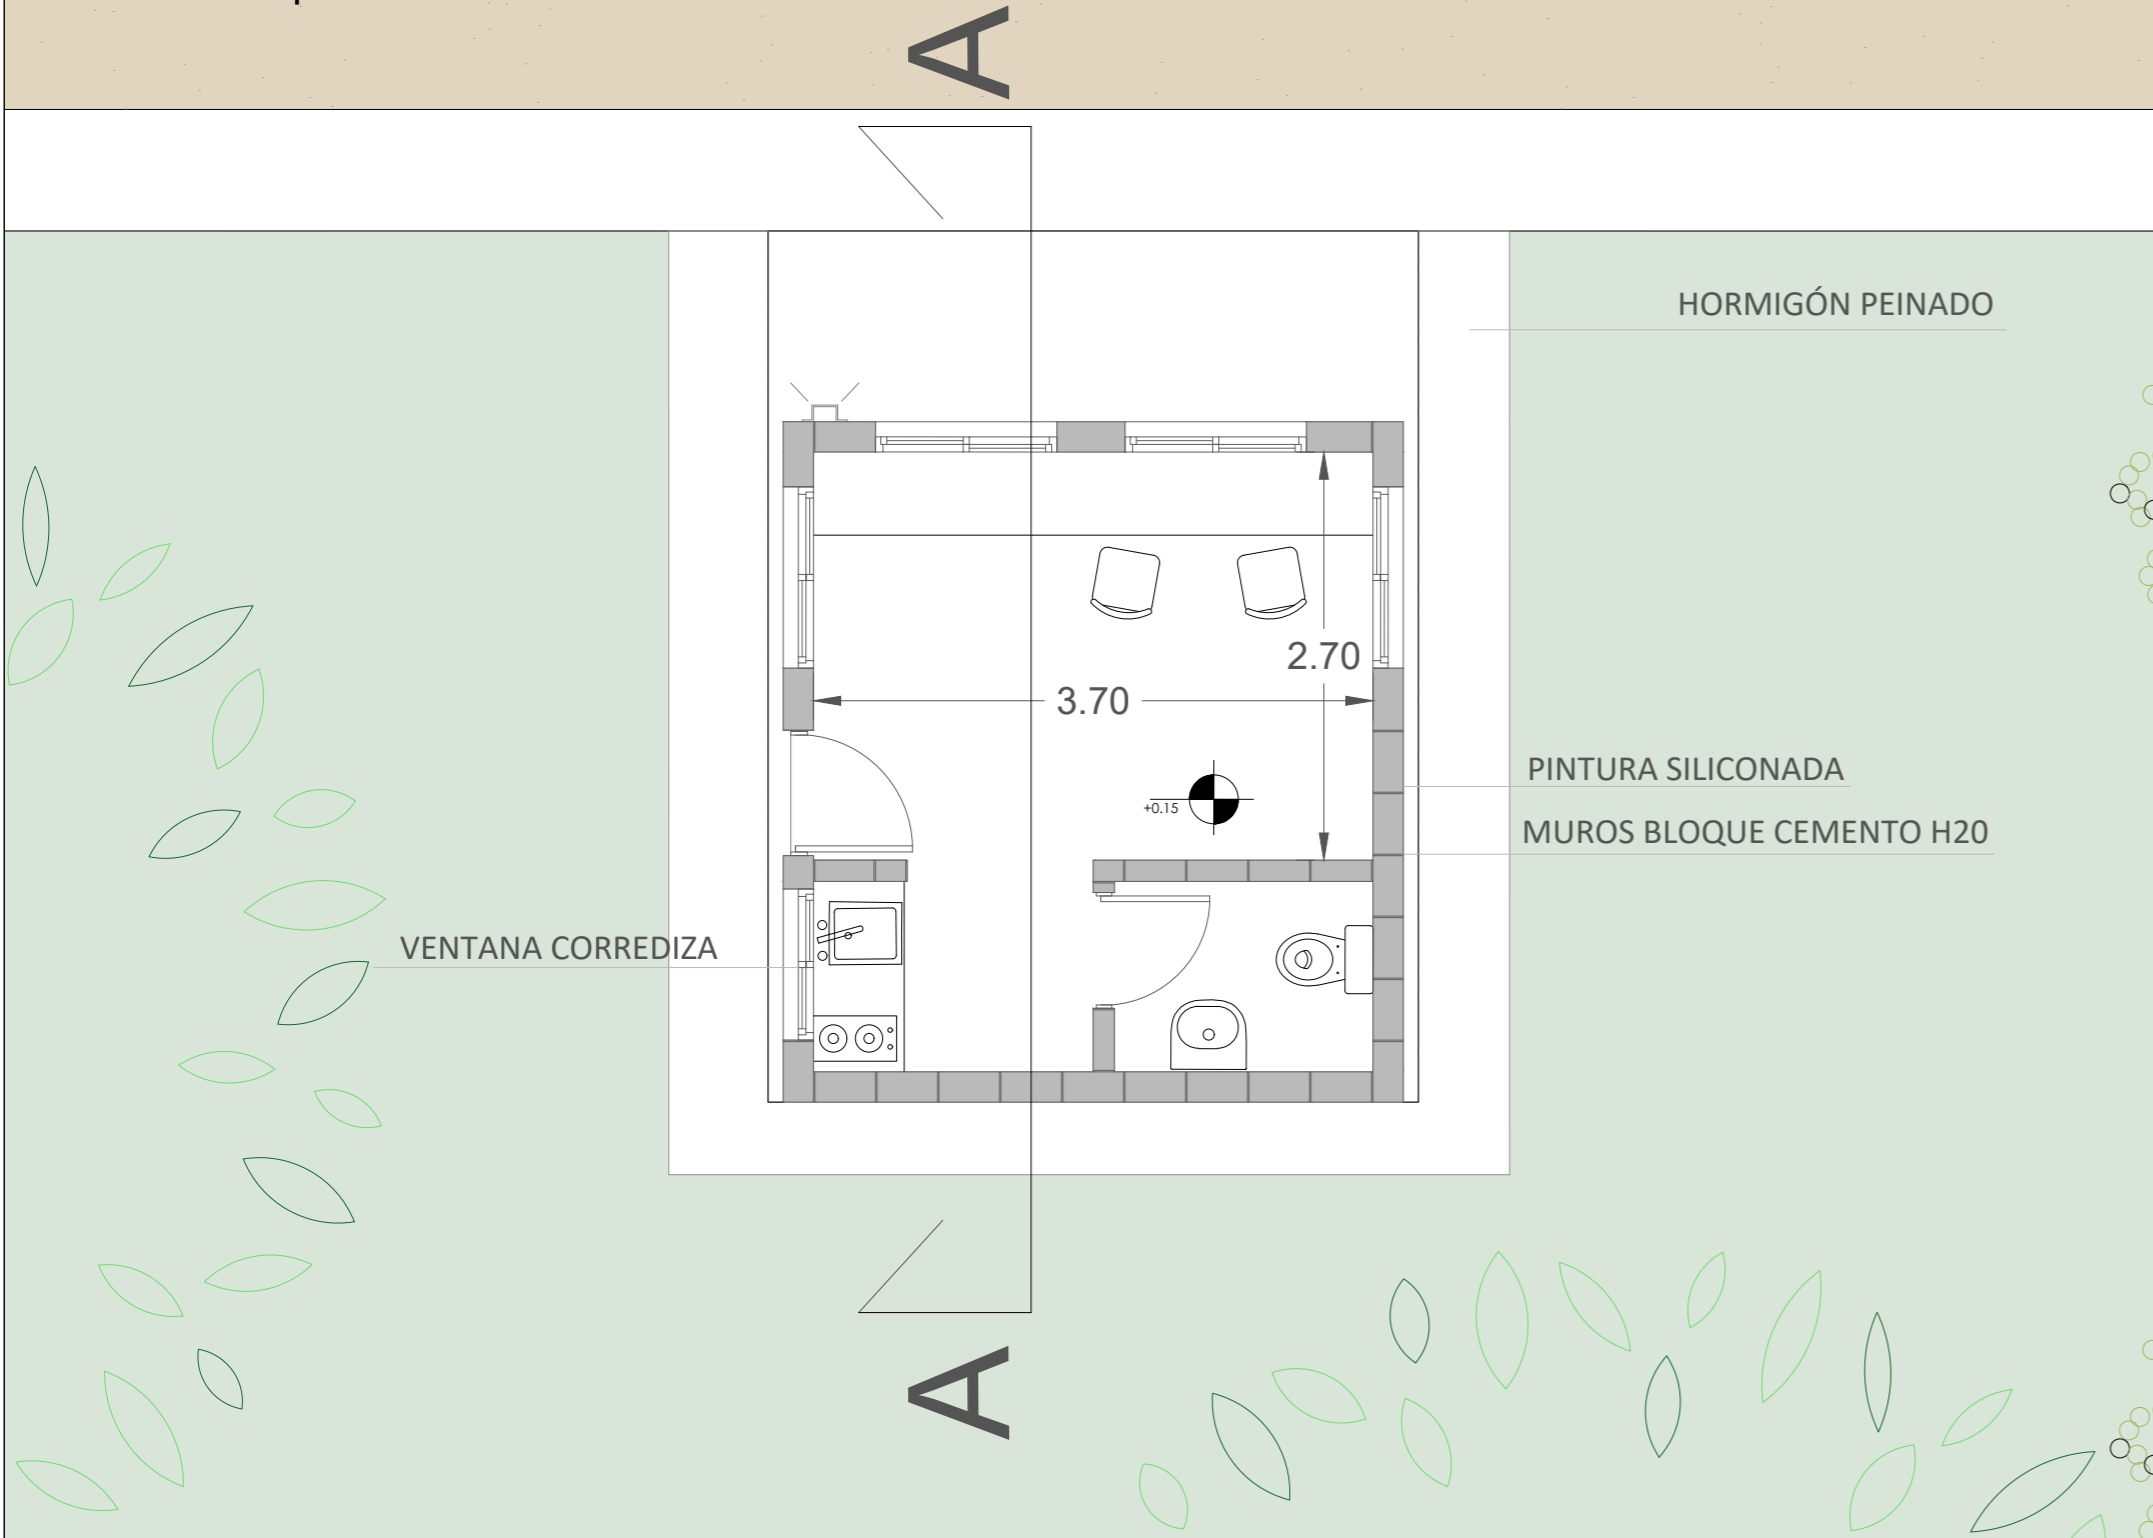 A
HORMIGÓN PEINADO
2.70
3.70
PINTURA SILICONADA
+0.15
MUROS BLOQUE CEMENTO H20
VENTANA CORREDIZA
A